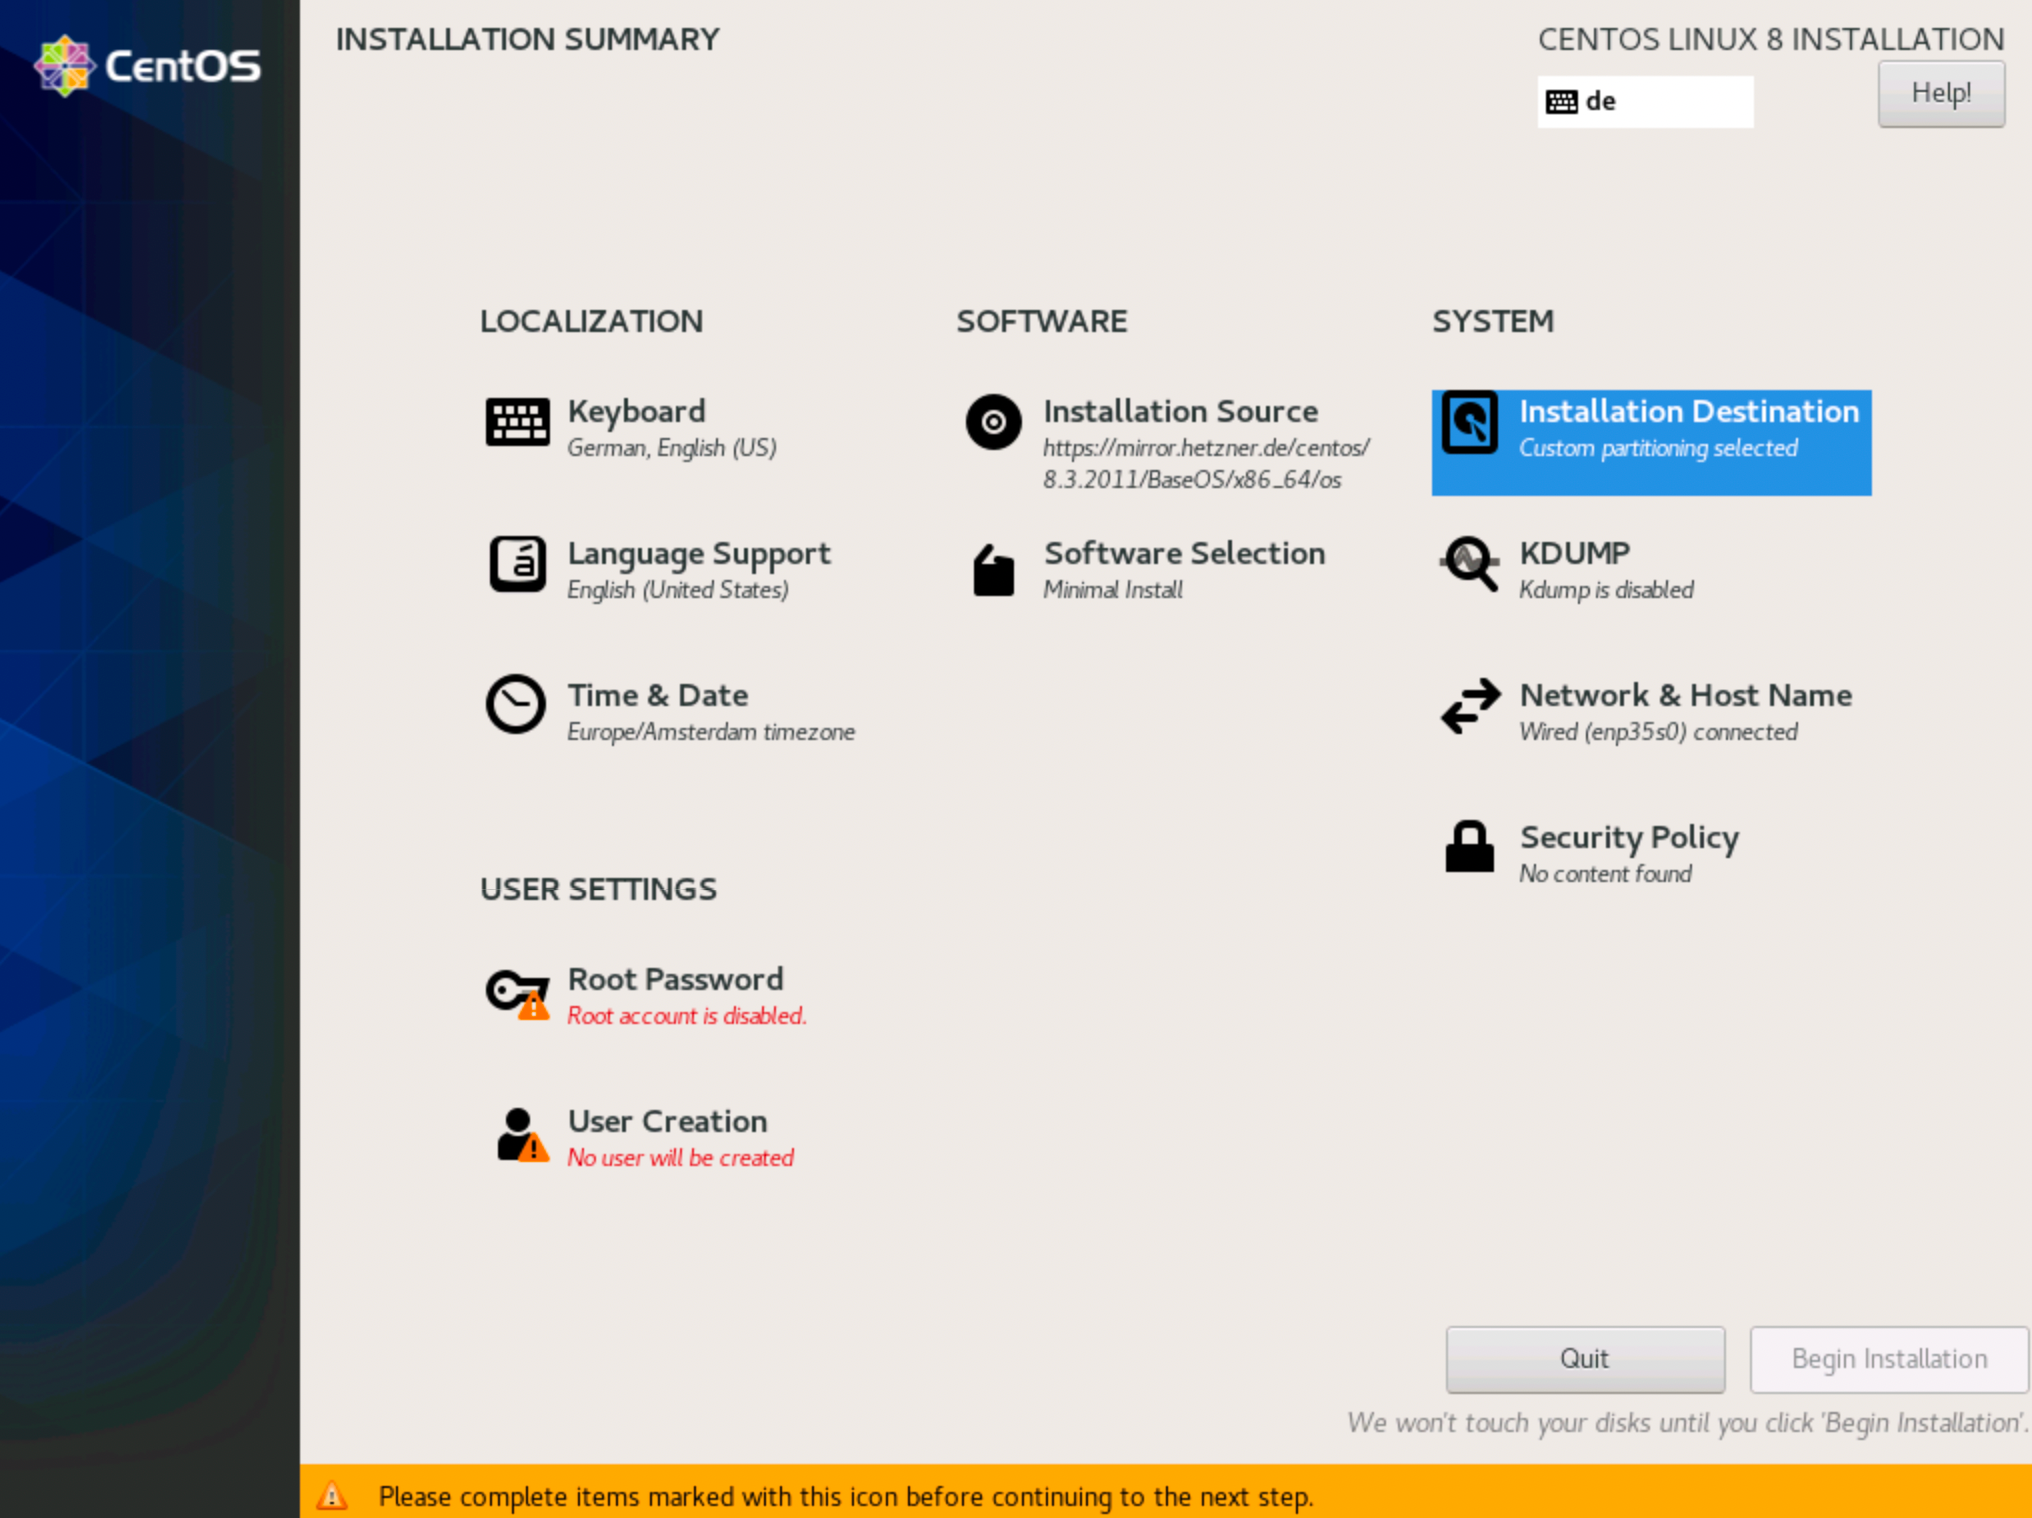 CentOS
INSTALLATION SUMMARY
CENTOS LINUX 8 INSTALLATION
de
Help!
LOCALIZATION
Keyboard
German, English (US)
Language Support
English (United States)
Time & Date
Europe/Amsterdam timezone
SOFTWARE
Installation Source
https://mirror.hetzner.de/centos/
8.3.2011/BaseOS/x86_64/os
Software Selection
Minimal Install
SYSTEM
Installation Destination
Custom partitioning selected
KDUMP
Kdump is disabled
Network & Host Name
Wired (enp35s0) connected
Security Policy
No content found
USER SETTINGS
Root Password
Root account is disabled.
User Creation
No user will be created
Quit
Begin Installation
We won't touch your disks until you click 'Begin Installation'.
Please complete items marked with this icon before continuing to the next step.